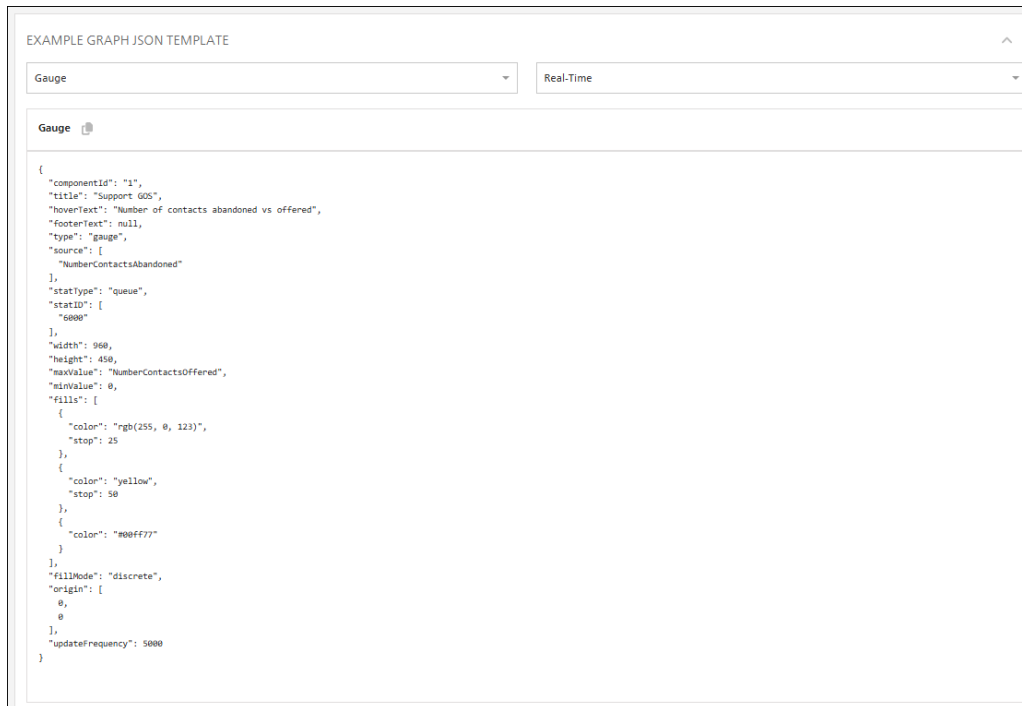 EXAMPLE GRAPH JSON TEMPLATE
Gauge
Real-Time
Gauge
{
"componentId": "1",
"title": "Support GOS",
"hoverText": "Number of contacts abandoned vs offered",
"footerText": null,
"type": "gauge",
"source": [
"NumberContactsAbandoned"
],
"statType": "queue",
"statID": [
"6000"
],
"width": 960,
"height": 450,
"maxValue": "NumberContactsOffered",
"minValue": 0,
"fills": [
{
"color": "rgb(255, 0, 123)",
"stop": 25
},
{
"color": "yellow",
"stop": 50
},
{
"color": "#00ff77"
}
],
"fillMode": "discrete",
"origin": [
0,
0
],
"updateFrequency": 5000
}